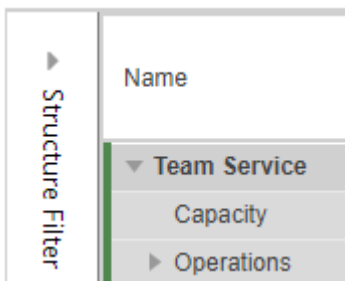 Structure Filter
Name
Team Service
Capacity
Operations